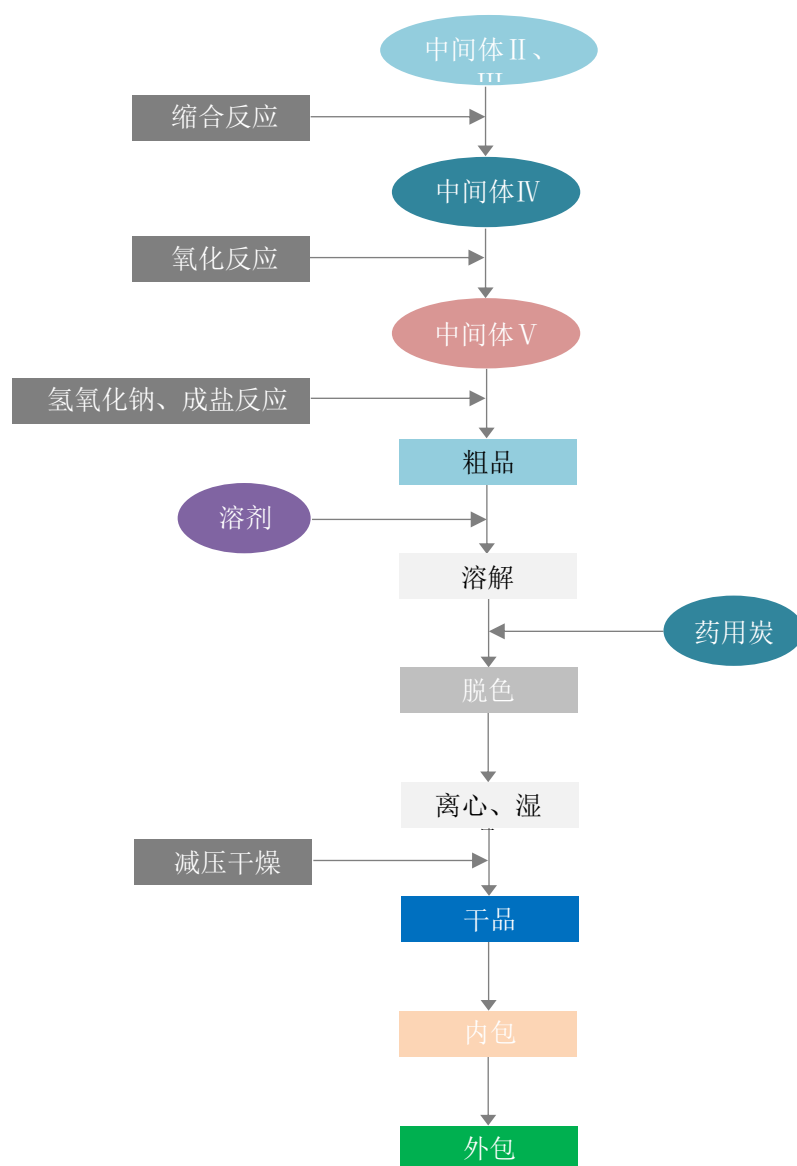 中间体Ⅱ、
Ⅲ
缩合反应
中间体Ⅳ
氧化反应
中间体Ⅴ
氢氧化钠、成盐反应
粗品
溶剂
溶解
药用炭
脱色
离心、湿
减压干燥
干品
内包
外包